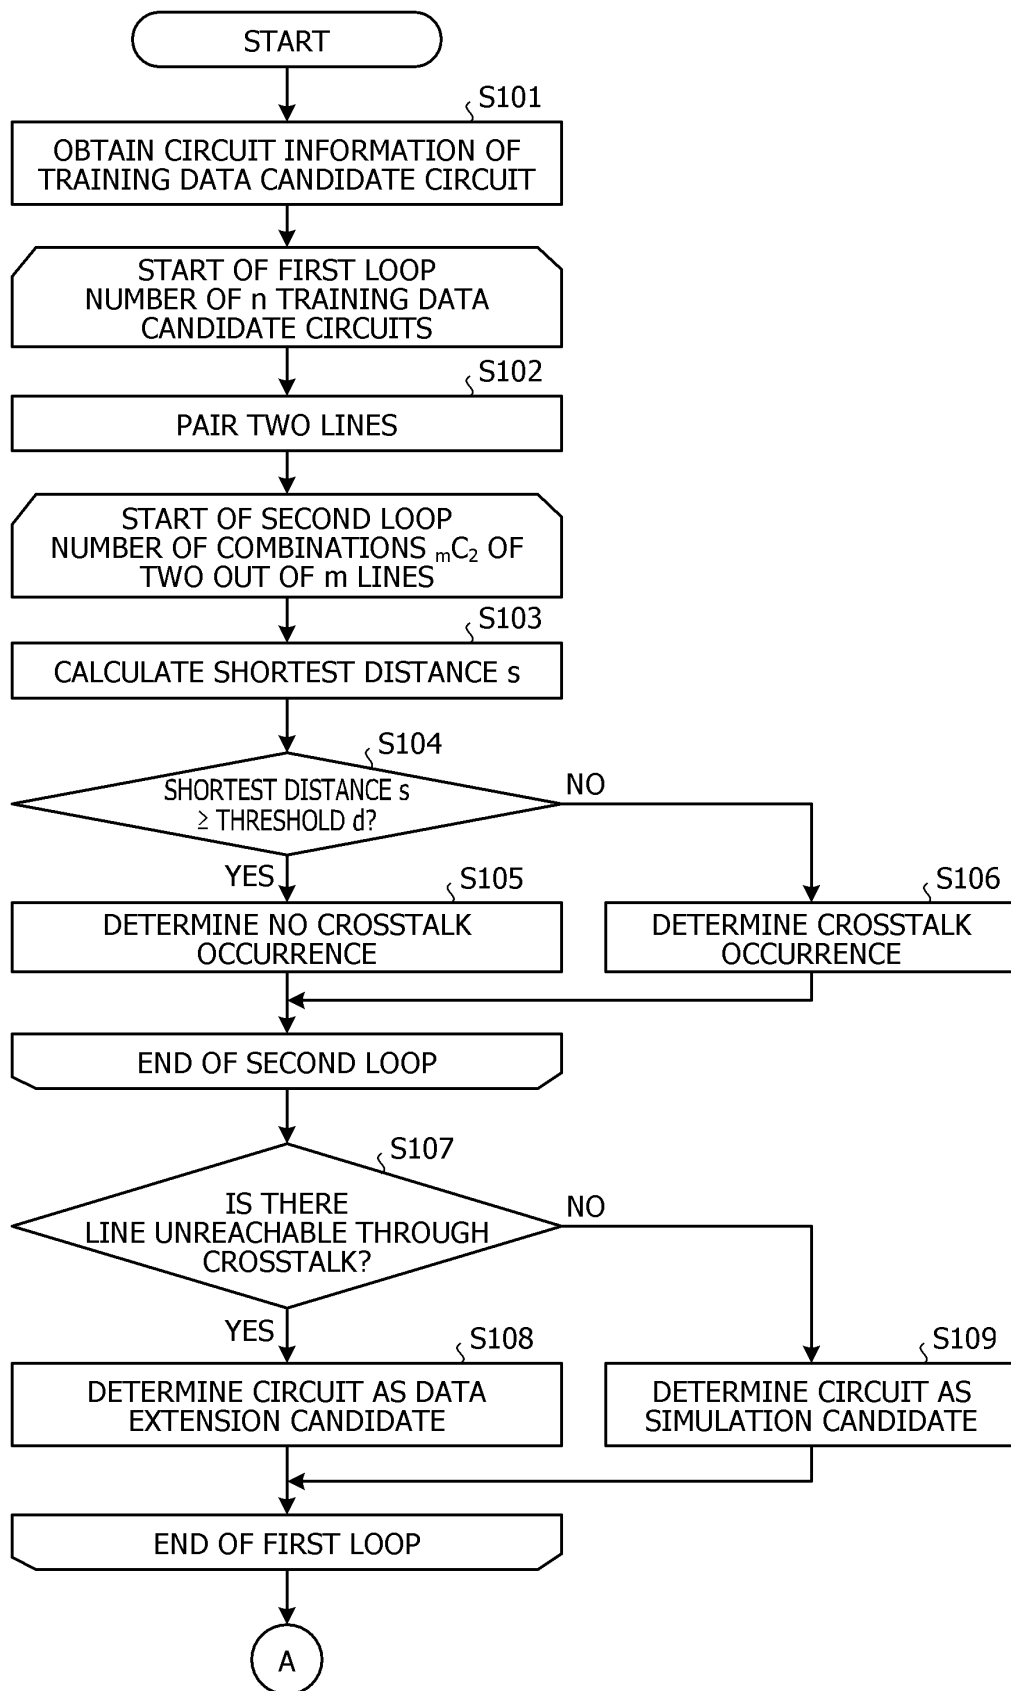 START
S101
OBTAIN CIRCUIT INFORMATION OF
TRAINING DATA CANDIDATE CIRCUIT
START OF FIRST LOOP
NUMBER OF n TRAINING DATA
CANDIDATE CIRCUITS
S102
PAIR TWO LINES
START OF SECOND LOOP
NUMBER OF COMBINATIONS ₘC₂ OF
TWO OUT OF m LINES
S103
CALCULATE SHORTEST DISTANCE s
S104
SHORTEST DISTANCE s
≥ THRESHOLD d?
NO
YES
S105
DETERMINE NO CROSSTALK
OCCURRENCE
S106
DETERMINE CROSSTALK
OCCURRENCE
END OF SECOND LOOP
S107
IS THERE
LINE UNREACHABLE THROUGH
CROSSTALK?
NO
YES
S108
DETERMINE CIRCUIT AS DATA
EXTENSION CANDIDATE
S109
DETERMINE CIRCUIT AS
SIMULATION CANDIDATE
END OF FIRST LOOP
A